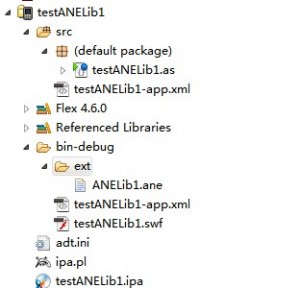 testANELib1
src
(default package)
testANELib1.as
testANELib1-app.xml
Flex 4.6.0
Referenced Libraries
bin-debug
ext
ANELib1.ane
testANELib1-app.xml
testANELib1.swf
adt.ini
ipa.pl
testANELib1.ipa